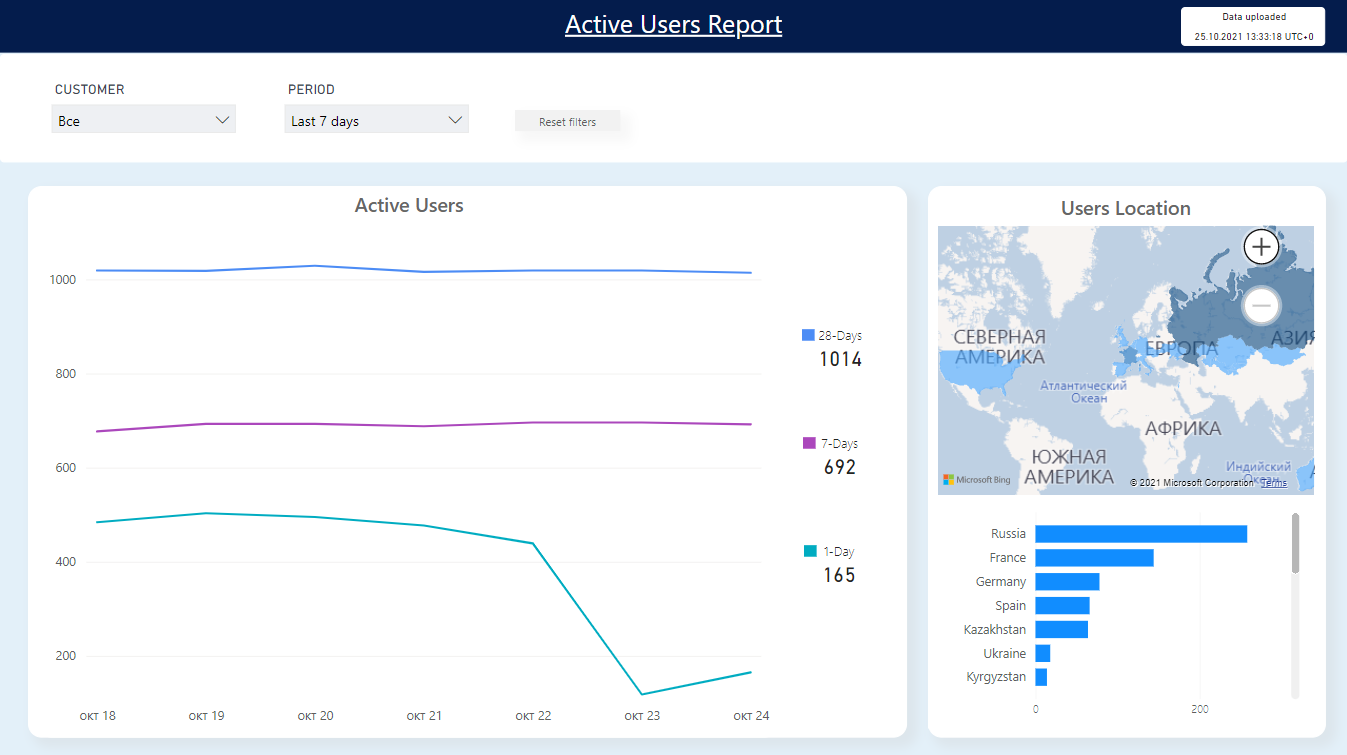 Active Users Report
Data uploaded
25.10.2021 13:33:18 UTC+0
CUSTOMER
Все
PERIOD
Last 7 days
Reset filters
Active Users
1000
800
600
400
200
окт 18
окт 19
окт 20
окт 21
окт 22
окт 23
окт 24
28-Days
1014
7-Days
692
1-Day
165
Users Location
СЕВЕРНАЯ
АМЕРИКА
ЕВРОПА
АЗИЯ
Атлантический
Океан
АФРИКА
ЮЖНАЯ
АМЕРИКА
Индийский
Океан
Microsoft Bing
© 2021 Microsoft Corporation Terms
Russia
France
Germany
Spain
Kazakhstan
Ukraine
Kyrgyzstan
0
200